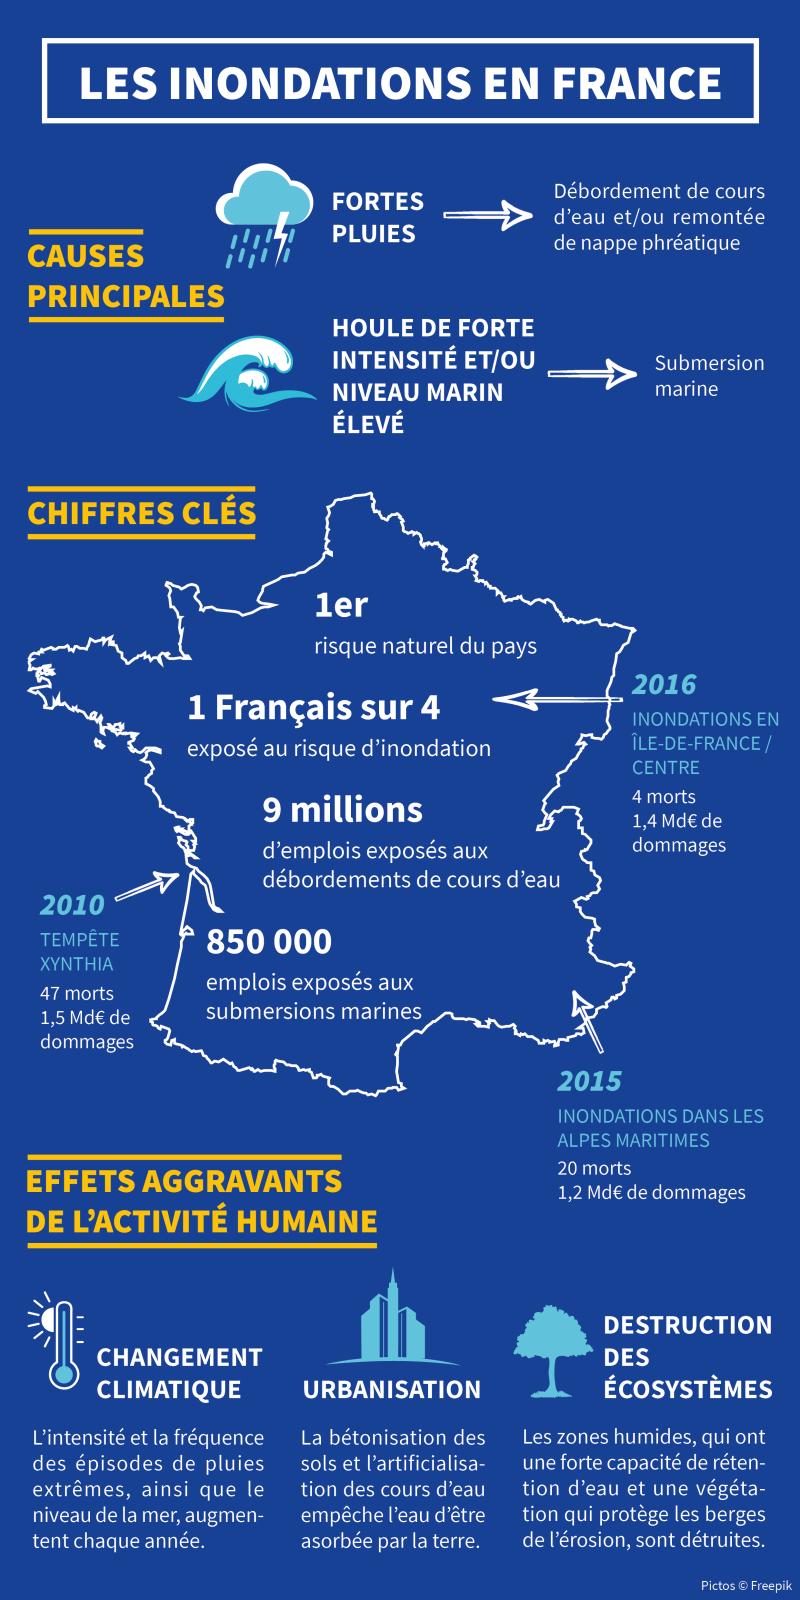 LES INONDATIONS EN FRANCE
CAUSES
PRINCIPALES
FORTES
PLUIES
Débordement de cours
d'eau et/ou remontée
de nappe phréatique
HOULE DE FORTE
INTENSITÉ ET/OU
NIVEAU MARIN
ÉLEVÉ
Submersion
marine
CHIFFRES CLÉS
1er
risque naturel du pays
1 Français sur 4
exposé au risque d'inondation
9 millions
d'emplois exposés aux
débordements de cours d'eau
850 000
emplois exposés aux
submersions marines
2016
INONDATIONS EN
ÎLE-DE-FRANCE /
CENTRE
4 morts
1,4 Md€ de
dommages
2010
TEMPÊTE
XYNTHIA
47 morts
1,5 Md€ de
dommages
2015
INONDATIONS DANS LES
ALPES MARITIMES
20 morts
1,2 Md€ de dommages
EFFETS AGGRAVANTS
DE L'ACTIVITÉ HUMAINE
CHANGEMENT
CLIMATIQUE
L'intensité et la fréquence
des épisodes de pluies
extrêmes, ainsi que le
niveau de la mer, augmen-
tent chaque année.
URBANISATION
La bétonisation des
sols et l'artificialisa-
tion des cours d'eau
empêche l'eau d'être
asorbée par la terre.
DESTRUCTION
DES
ÉCOSYSTÈMES
Les zones humides, qui ont
une forte capacité de réten-
tion d'eau et une végéta-
tion qui protège les berges
de l'érosion, sont détruites.
Pictos © Freepik